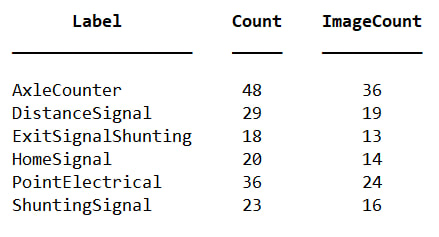 Label Count ImageCount
AxleCounter 48 36
DistanceSignal 29 19
ExitSignalShunting 18 13
HomeSignal 20 14
PointElectrical 36 24
ShuntingSignal 23 16